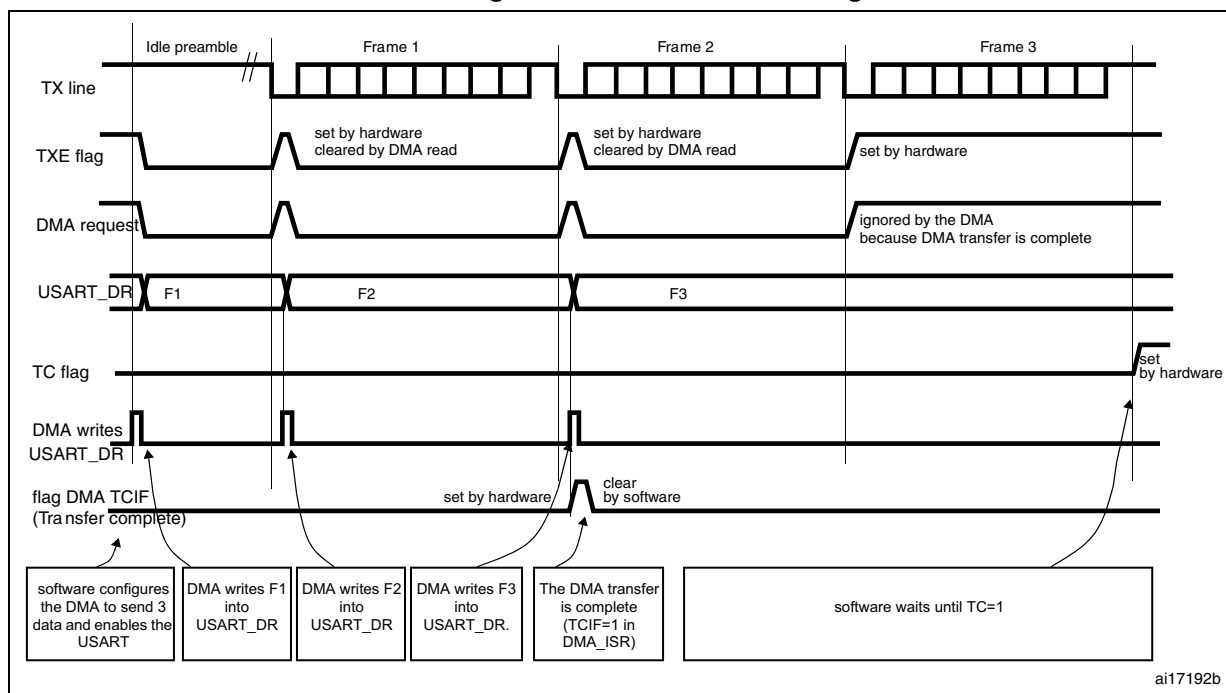 Idle preamble
Frame 1
Frame 2
Frame 3
TX line
TXE flag
set by hardware
cleared by DMA read
set by hardware
cleared by DMA read
set by hardware
DMA request
ignored by the DMA
because DMA transfer is complete
USART_DR
F1
F2
F3
TC flag
set
by hardware
DMA writes
USART_DR
flag DMA TCIF
(Transfer complete)
set by hardware
clear
by software
software configures
the DMA to send 3
data and enables the
USART
DMA writes F1
into
USART_DR
DMA writes F2
into
USART_DR
DMA writes F3
into
USART_DR.
The DMA transfer
is complete
(TCIF=1 in
DMA_ISR)
software waits until TC=1
ai17192b